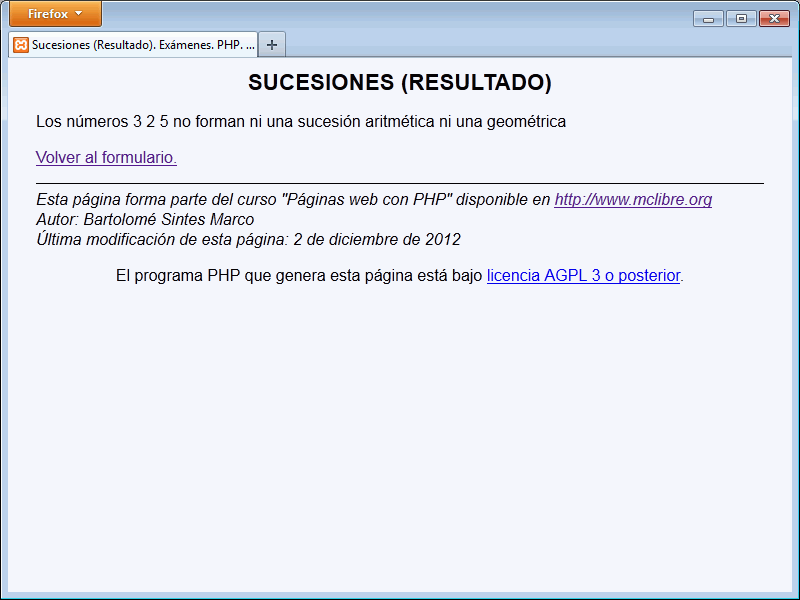 Firefox
Sucesiones (Resultado). Exámenes. PHP. ...
SUCESIONES (RESULTADO)
Los números 3 2 5 no forman ni una sucesión aritmética ni una geométrica
Volver al formulario.
Esta página forma parte del curso "Páginas web con PHP" disponible en http://www.mclibre.org
Autor: Bartolomé Sintes Marco
Última modificación de esta página: 2 de diciembre de 2012
El programa PHP que genera esta página está bajo licencia AGPL 3 o posterior.